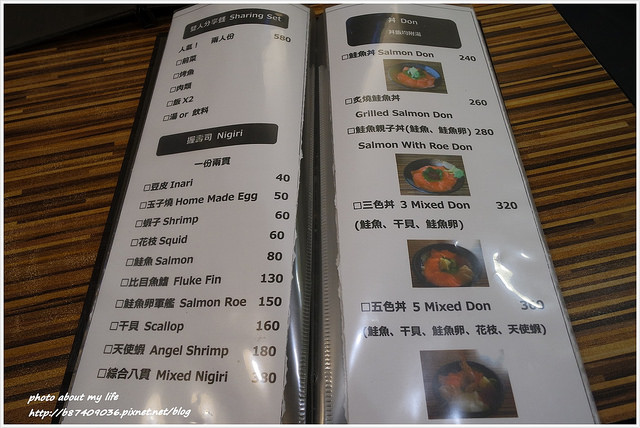 雙人分享餐 Sharing Set
人氣! 兩人份 580
□前菜
□烤魚
□肉類
□飯 X2
□湯 or 飲料
握壽司 Nigiri
一份兩貫
□豆皮 Inari 40
□玉子燒 Home Made Egg 50
□蝦子 Shrimp 60
□花枝 Squid 60
□鮭魚 Salmon 80
□比目魚鰭 Fluke Fin 130
□鮭魚卵軍艦 Salmon Roe 150
□干貝 Scallop 160
□天使蝦 Angel Shrimp 180
□綜合八貫 Mixed Nigiri
丼 Don
丼飯均附湯
□鮭魚丼 Salmon Don 240
□炙燒鮭魚丼 260
Grilled Salmon Don
□鮭魚親子丼(鮭魚、鮭魚卵) 280
Salmon With Roe Don
□三色丼 3 Mixed Don 320
(鮭魚、干貝、鮭魚卵)
□五色丼 5 Mixed Don
(鮭魚、干貝、鮭魚卵、花枝、天使蝦)
photo about my life
http://b87409036.pixnet.net/blog